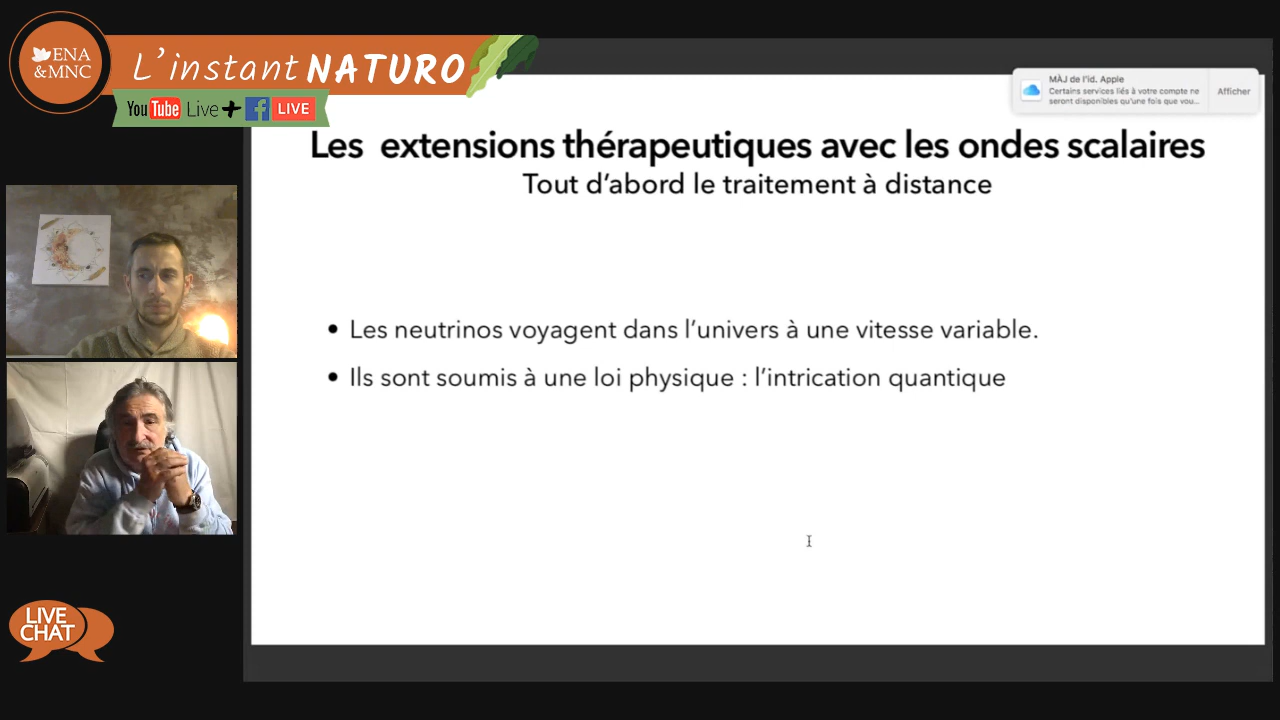 ENA
&MNC
L'instant NATURO
YouTube Live+f LIVE
MÀJ de l'id. Apple
Certains services liés à votre compte ne
seront disponibles qu'une fois que vou...
Afficher
Les extensions thérapeutiques avec les ondes scalaires
Tout d'abord le traitement à distance
• Les neutrinos voyagent dans l'univers à une vitesse variable.
• Ils sont soumis à une loi physique : l'intrication quantique
LIVE
CHAT